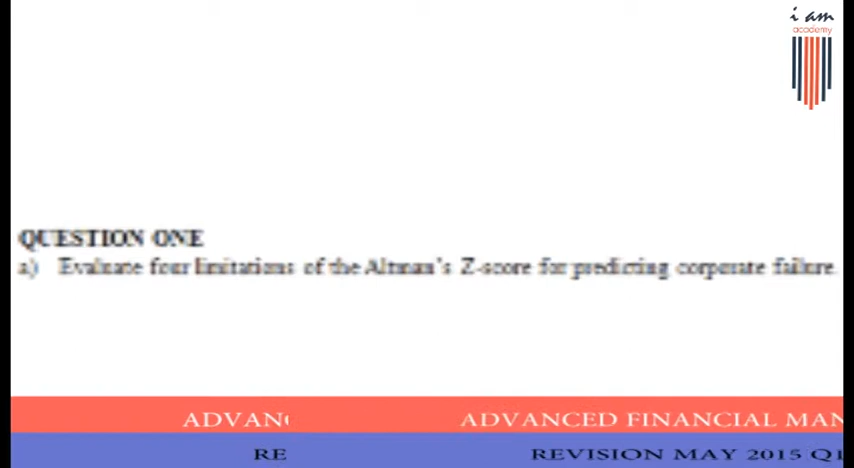 i am
academy
QUESTION ONE
a) Evaluate four limitations of the Altman's Z-score for predicting corporate failure.
ADVANC ADVANCED FINANCIAL MAN
RE REVISION MAY 2015 Q1